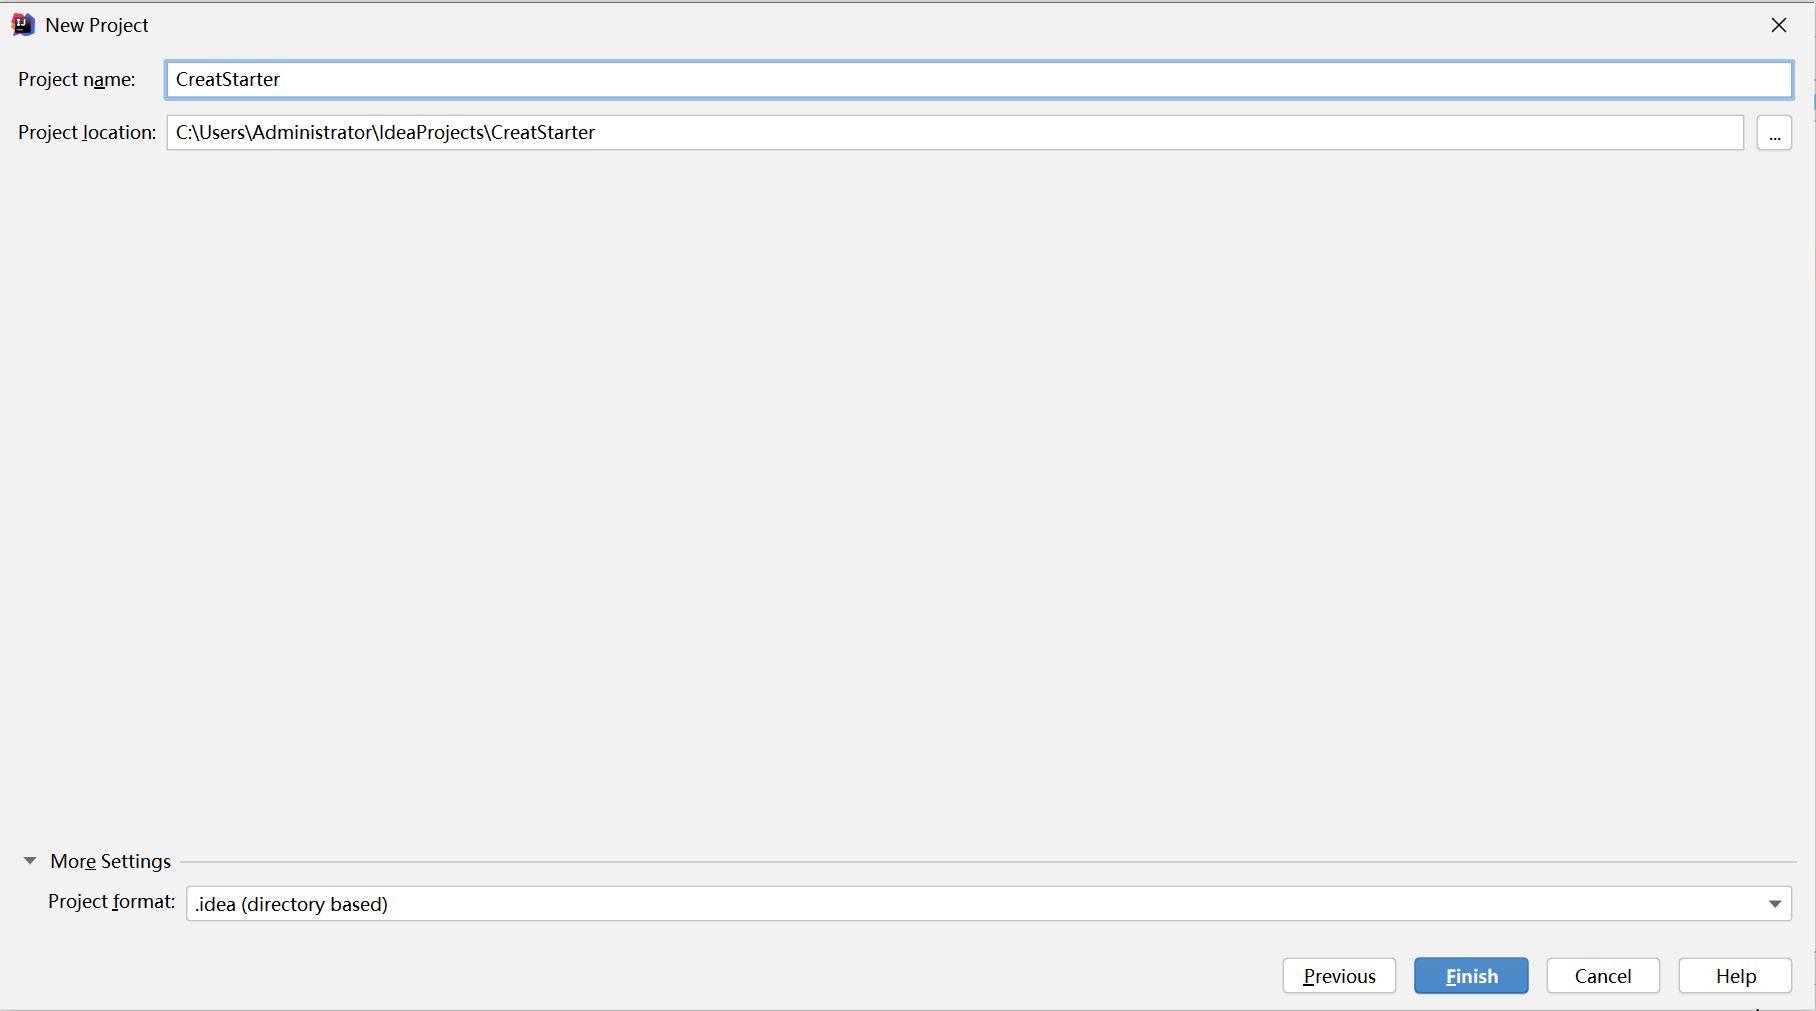 New Project
Project name: CreatStarter
Project location: C:\Users\Administrator\IdeaProjects\CreatStarter ...
More Settings
Project format: .idea (directory based)
Previous Finish Cancel Help